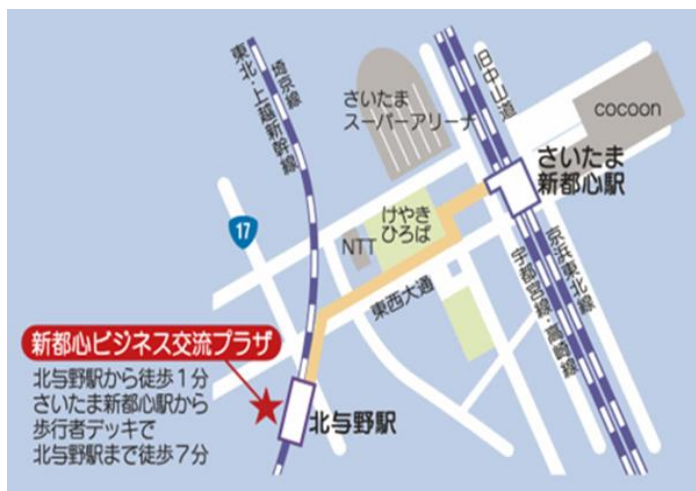 埼京線
東北・上越新幹線
さいたま
スーパーアリーナ
旧中山道
cocoon
さいたま
新都心駅
けやき
ひろば
NTT
17
東西大通
京浜東北線
宇都宮線・高崎線
新都心ビジネス交流プラザ
北与野駅から徒歩1分
さいたま新都心駅から
歩行者デッキで
北与野駅まで徒歩7分
北与野駅